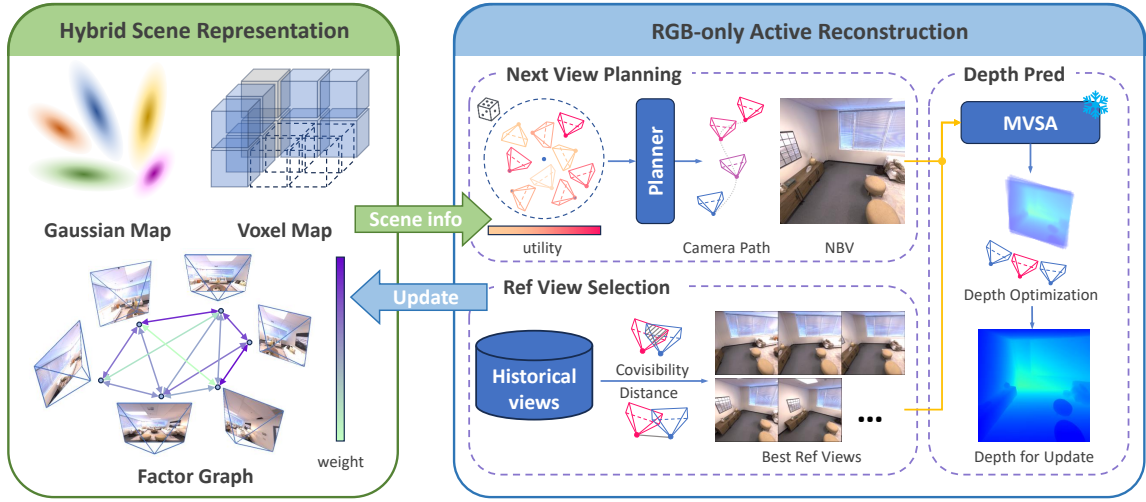 Hybrid Scene Representation
Gaussian Map
Voxel Map
Factor Graph
weight
Scene info
Update
RGB-only Active Reconstruction
Next View Planning
utility
Planner
Camera Path
NBV
Ref View Selection
Historical
views
Covisibility
Distance
...
Best Ref Views
Depth Pred
MVSA
Depth Optimization
Depth for Update